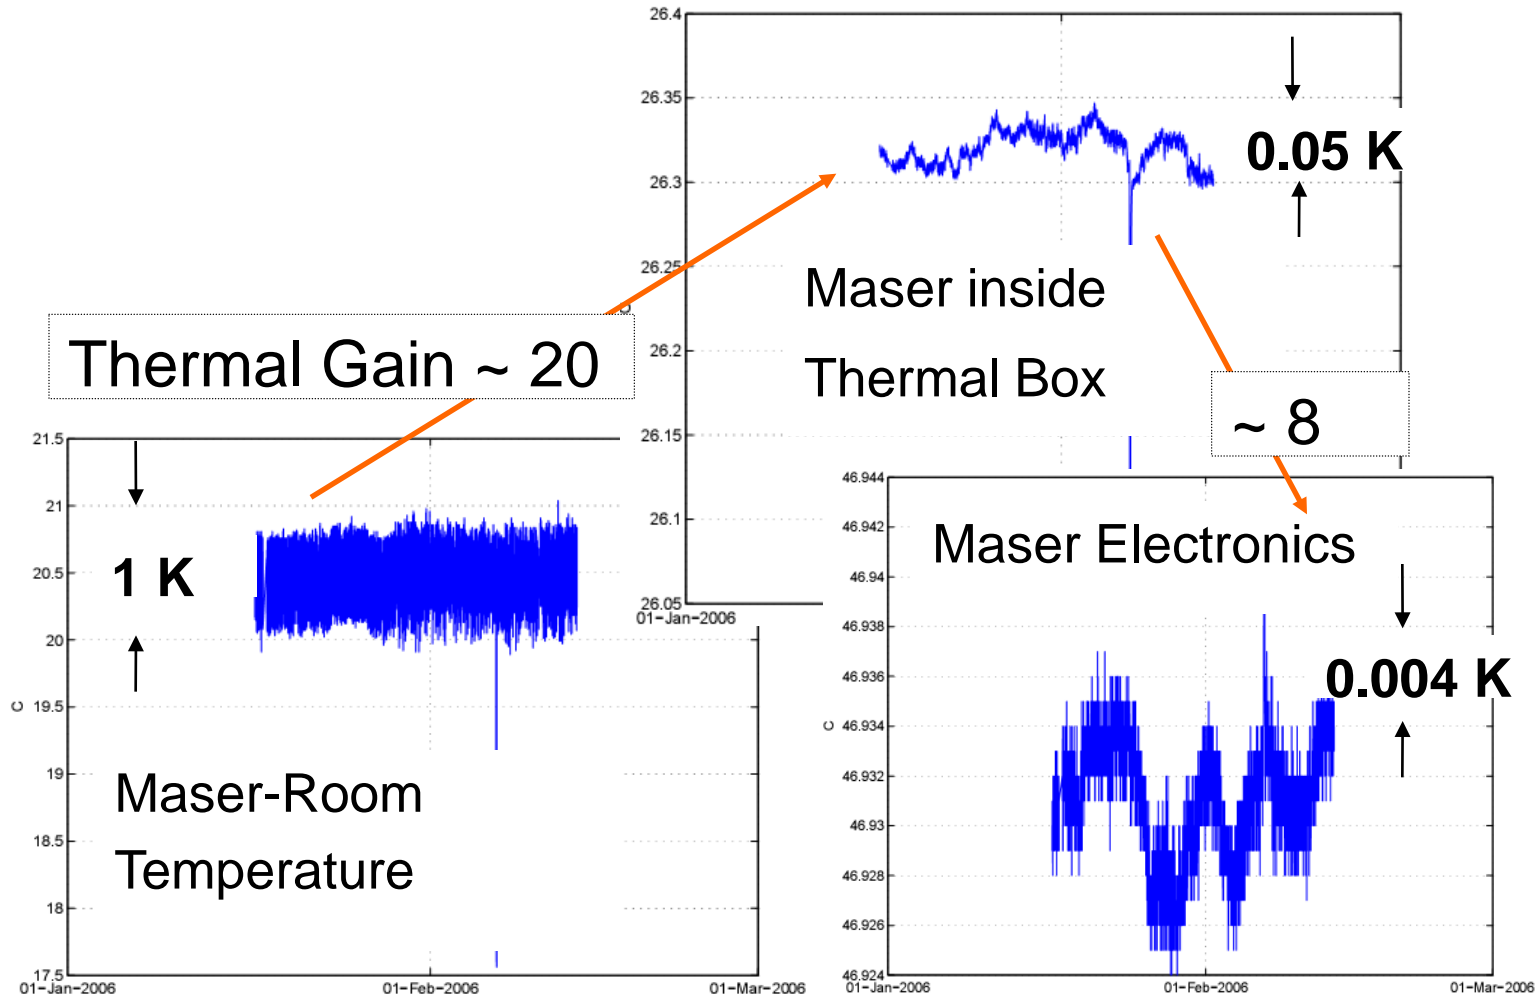 26.4
26.35
26.3
26.25
26.2
26.15
26.1
26.05
01-Jan-2006
0.05 K
Maser inside
Thermal Box
Thermal Gain ~ 20
~ 8
21.5
21
20.5
20
19.5
19
18.5
18
17.5
C
1 K
Maser-Room
Temperature
01-Jan-2006
01-Feb-2006
01-Mar-2006
46.944
46.942
46.94
46.938
46.936
46.934
46.932
46.93
46.928
46.926
46.924
C
Maser Electronics
0.004 K
01-Jan-2006
01-Feb-2006
01-Mar-2006